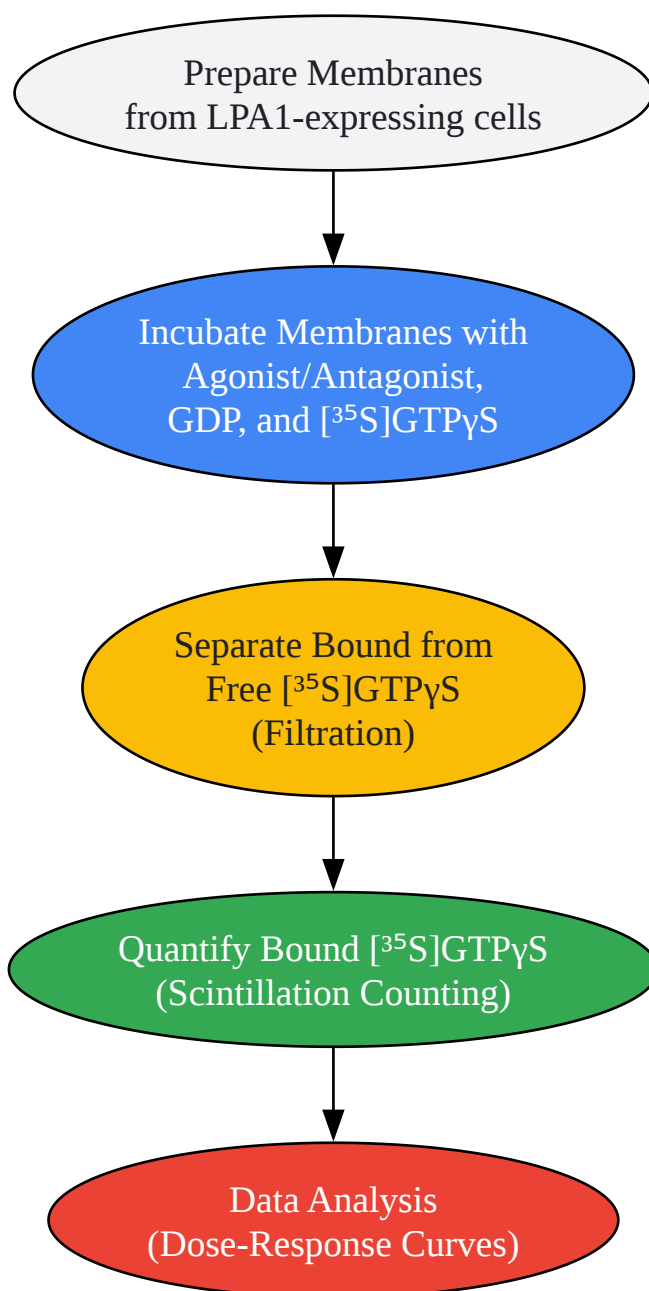 Prepare Membranes
from LPA1-expressing cells
Incubate Membranes with
Agonist/Antagonist,
GDP, and [³⁵S]GTPγS
Separate Bound from
Free [³⁵S]GTPγS
(Filtration)
Quantify Bound [³⁵S]GTPγS
(Scintillation Counting)
Data Analysis
(Dose-Response Curves)